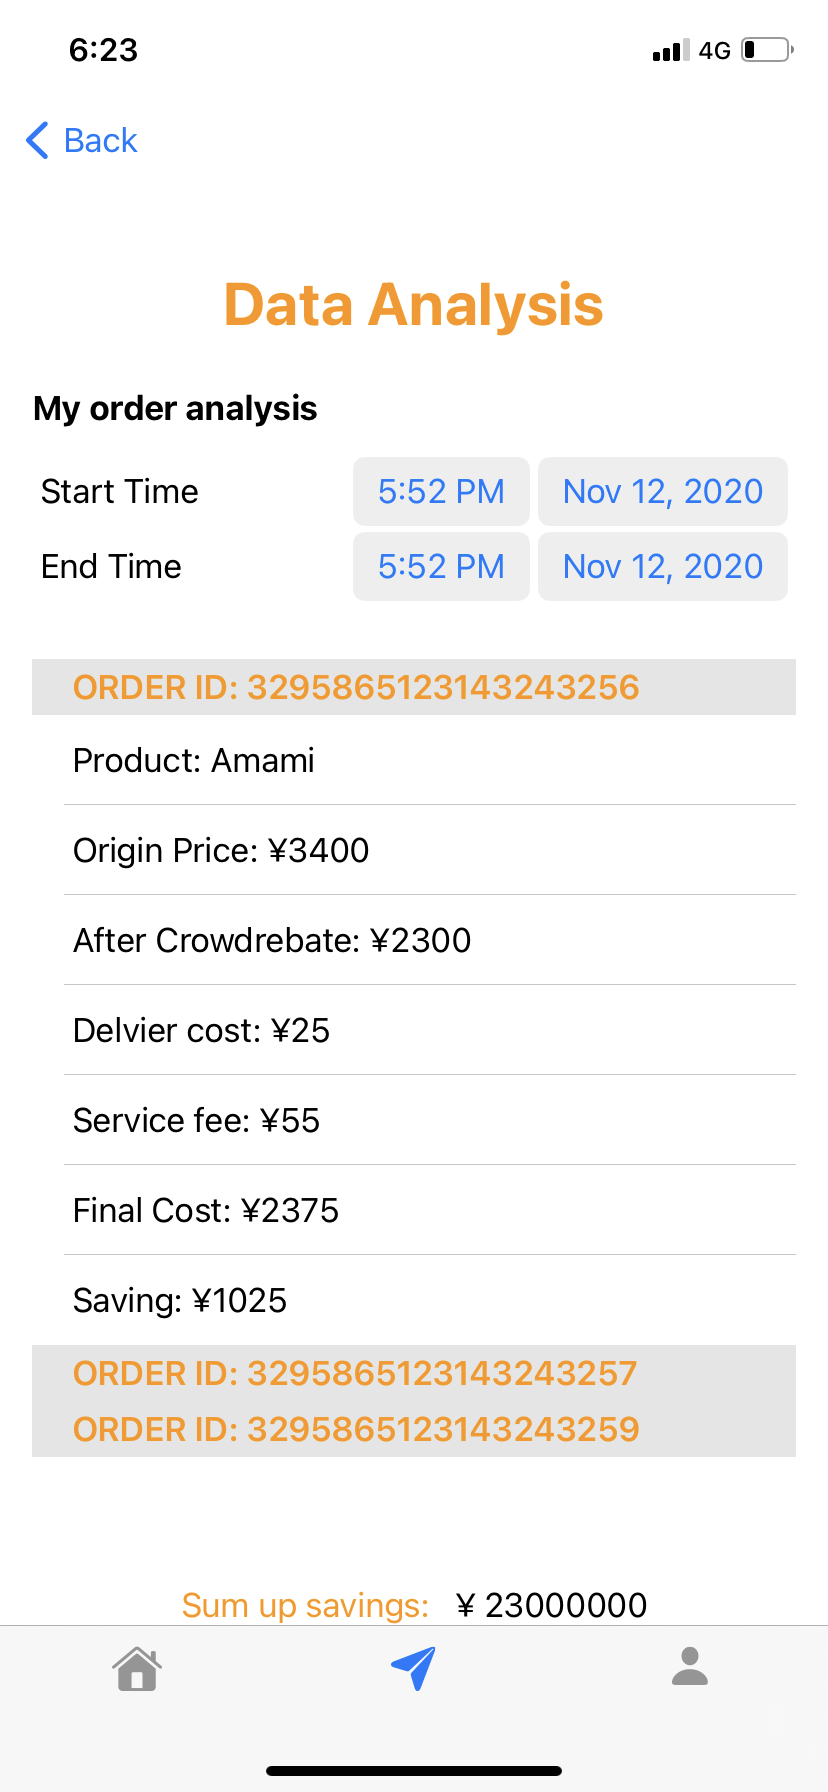 6:23 4G
Back
Data Analysis
My order analysis
Start Time 5:52 PM Nov 12, 2020
End Time 5:52 PM Nov 12, 2020
ORDER ID: 3295865123143243256
Product: Amami
Origin Price: ¥3400
After Crowdrebate: ¥2300
Delvier cost: ¥25
Service fee: ¥55
Final Cost: ¥2375
Saving: ¥1025
ORDER ID: 3295865123143243257
ORDER ID: 3295865123143243259
Sum up savings: ¥ 23000000